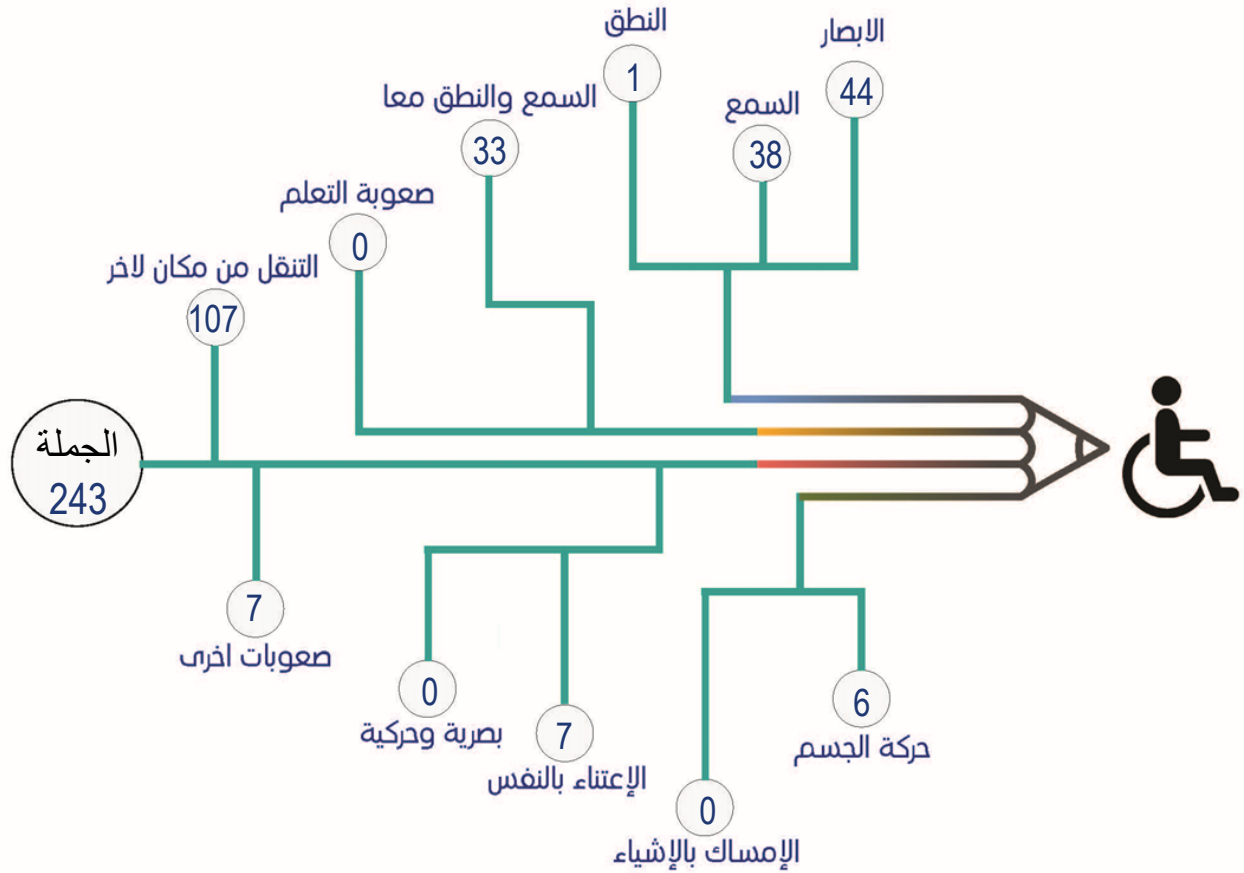 النطق
1
الابصار
44
السمع
38
السمع والنطق معا
33
صعوبة التعلم
0
التنقل من مكان لاخر
107
الجملة
243
7
صعوبات اخرى
0
بصرية وحركية
7
الإعتناء بالنفس
6
حركة الجسم
0
الإمساك بالإشياء